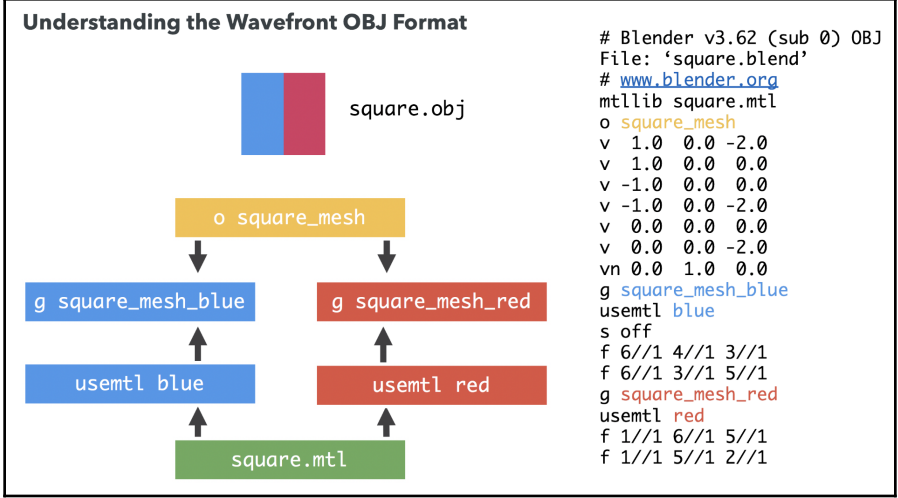 Understanding the Wavefront OBJ Format
square.obj
o square_mesh
g square_mesh_blue
g square_mesh_red
usemtl blue
usemtl red
square.mtl
# Blender v3.62 (sub 0) OBJ
File: ‘square.blend’
# www.blender.org
mtllib square.mtl
o square_mesh
v  1.0  0.0 -2.0
v  1.0  0.0  0.0
v -1.0  0.0  0.0
v -1.0  0.0 -2.0
v  0.0  0.0  0.0
v  0.0  0.0 -2.0
vn 0.0  1.0  0.0
g square_mesh_blue
usemtl blue
s off
f 6//1 4//1 3//1
f 6//1 3//1 5//1
g square_mesh_red
usemtl red
f 1//1 6//1 5//1
f 1//1 5//1 2//1